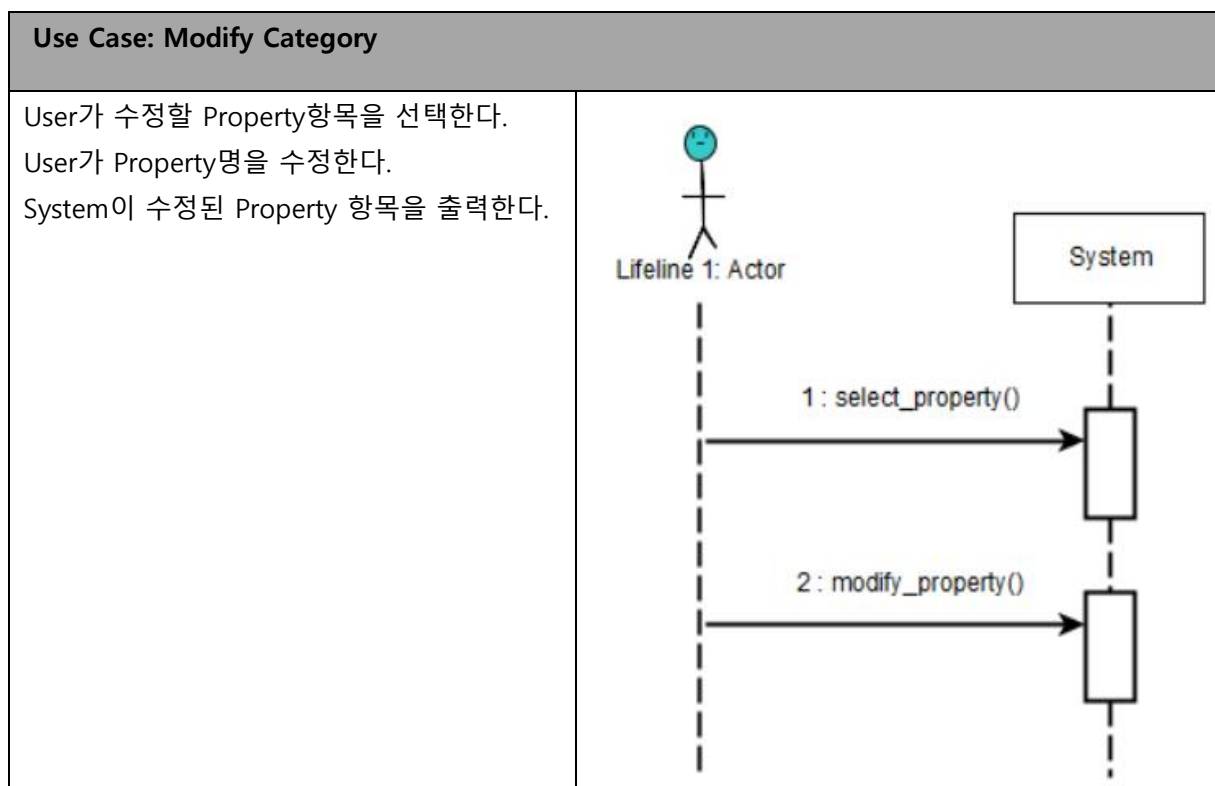 Use Case: Modify Category
User가 수정할 Property항목을 선택한다.
User가 Property명을 수정한다.
System이 수정된 Property 항목을 출력한다.
Lifeline 1: Actor
System
1 : select_property()
2 : modify_property()